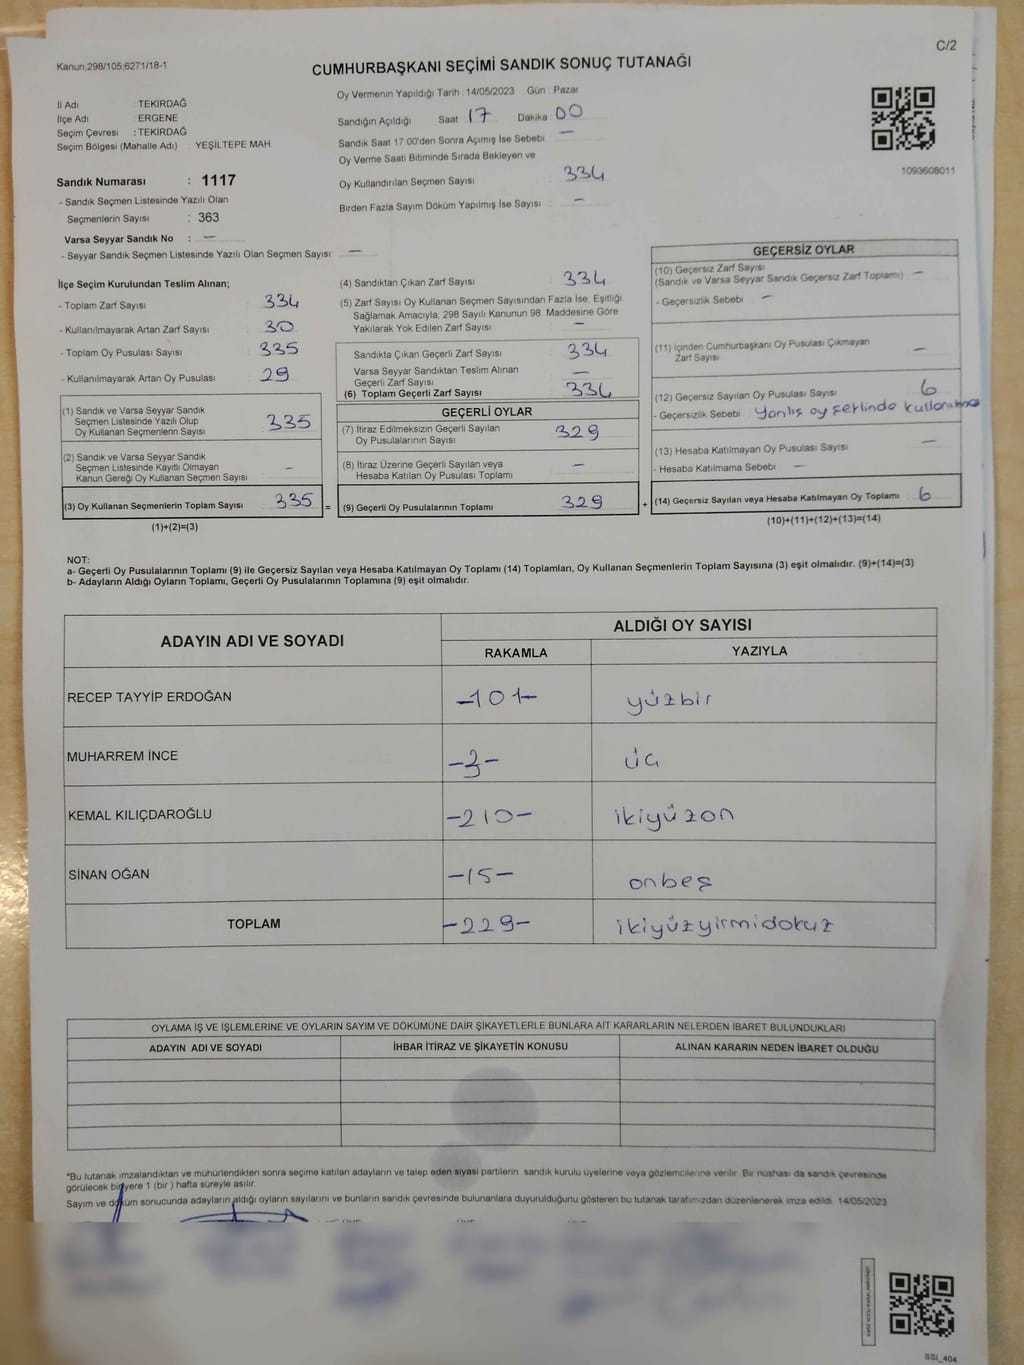 C/2
Kanun;298/105;6271/18-1
CUMHURBAŞKANI SEÇİMİ SANDIK SONUÇ TUTANAĞI
İl Adı TEKİRDAĞ
İlçe Adı ERGENE
Seçim Çevresi : TEKİRDAĞ
Seçim Bölgesi (Mahalle Adı) YEŞİLTEPE MAH
Oy Vermenin Yapıldığı Tarih 14/05/2023 Gün : Pazar
Sandığın Açıldığı Saat 17 Dakika 00
Sandık Saat 17:00'den Sonra Açımış İse Sebebi —
Oy Verme Saati Bitiminde Sırada Bekleyen ve
Oy Kullandırılan Seçmen Sayısı 334
Birden Fazla Sayım Döküm Yapılmış İse Sayısı –
1093608011
Sandık Numarası : 1117
- Sandık Seçmen Listesinde Yazılı Olan
Seçmenlerin Sayısı : 363
Varsa Seyyar Sandık No : —
- Seyyar Sandık Seçmen Listesinde Yazılı Olan Seçmen Sayısı —
İlçe Seçim Kurulundan Teslim Alınan;
- Toplam Zarf Sayısı 334
- Kullanılmayarak Artan Zarf Sayısı 30
- Toplam Oy Pusulası Sayısı 335
- Kullanılmayarak Artan Oy Pusulası 29
(1) Sandık ve Varsa Seyyar Sandık
Seçmen Listesinde Yazılı Olup
Oy Kullanan Seçmenlerin Sayısı 335
(2) Sandık ve Varsa Seyyar Sandık
Seçmen Listesinde Kayıtlı Olmayan
Kanun Gereği Oy Kullanan Seçmen Sayısı –
(3) Oy Kullanan Seçmenlerin Toplam Sayısı 335 =
(1)+(2)=(3)
(4) Sandıktan Çıkan Zarf Sayısı 334
(5) Zarf Sayısı Oy Kullanan Seçmen Sayısından Fazla İse, Eşitliği
Sağlamak Amacıyla, 298 Sayılı Kanunun 98. Maddesine Göre
Yakılarak Yok Edilen Zarf Sayısı —
Sandıkta Çıkan Geçerli Zarf Sayısı 334
Varsa Seyyar Sandıktan Teslim Alınan
Geçerli Zarf Sayısı —
(6) Toplam Geçerli Zarf Sayısı 334
GEÇERLİ OYLAR
(7) İtiraz Edilmeksizin Geçerli Sayılan
Oy Pusulalarının Sayısı 329
(8) İtiraz Üzerine Geçerli Sayılan veya
Hesaba Katılan Oy Pusulası Toplamı —
(9) Geçerli Oy Pusulalarının Toplamı 329 +
GEÇERSİZ OYLAR
(10) Geçersiz Zarf Sayısı
(Sandık ve Varsa Seyyar Sandık Geçersiz Zarf Toplamı) —
- Geçersizlik Sebebi —
(11) İçinden Cumhurbaşkanı Oy Pusulası Çıkmayan
Zarf Sayısı —
(12) Geçersiz Sayılan Oy Pusulası Sayısı 6
- Geçersizlik Sebebi Yanlış oy şeklinde kullanılması
(13) Hesaba Katılmayan Oy Pusulası Sayısı —
- Hesaba Katılmama Sebebi —
(14) Geçersiz Sayılan veya Hesaba Katılmayan Oy Toplamı 6
(10)+(11)+(12)+(13)=(14)
NOT:
a- Geçerli Oy Pusulalarının Toplamı (9) ile Geçersiz Sayılan veya Hesaba Katılmayan Oy Toplamı (14) Toplamları, Oy Kullanan Seçmenlerin Toplam Sayısına (3) eşit olmalıdır. (9)+(14)=(3)
b- Adayların Aldığı Oyların Toplamı, Geçerli Oy Pusulalarının Toplamına (9) eşit olmalıdır.
ADAYIN ADI VE SOYADI ALDIĞI OY SAYISI
RAKAMLA YAZIYLA
RECEP TAYYİP ERDOĞAN -101- yüzbir
MUHARREM İNCE -3- üç
KEMAL KILIÇDAROĞLU -210- ikiyüzon
SİNAN OĞAN -15- onbeş
TOPLAM -229- ikiyüzyirmidokuz
OYLAMA İŞ VE İŞLEMLERİNE VE OYLARIN SAYIM VE DÖKÜMÜNE DAİR ŞİKAYETLERLE BUNLARA AİT KARARLARIN NELERDEN İBARET BULUNDUKLARI
ADAYIN ADI VE SOYADI İHBAR İTİRAZ VE ŞİKAYETİN KONUSU ALINAN KARARIN NEDEN İBARET OLDUĞU
*Bu tutanak imzalandıktan ve mühürlendikten sonra seçime katılan adayların ve talep eden siyasi partilerin sandık kurulu üyelerine veya gözlemcilerine verilir. Bir nüshası da sandık çevresinde
görülecek bir yere 1 (bir ) hafta süreyle asılır.
Sayım ve döküm sonucunda adayların aldığı oyların sayılarını ve bunların sandık çevresinde bulunanlara duyurulduğunu gösteren bu tutanak tarafımızdan düzenlenerek imza edildi. 14/05/2023
SSİ_404